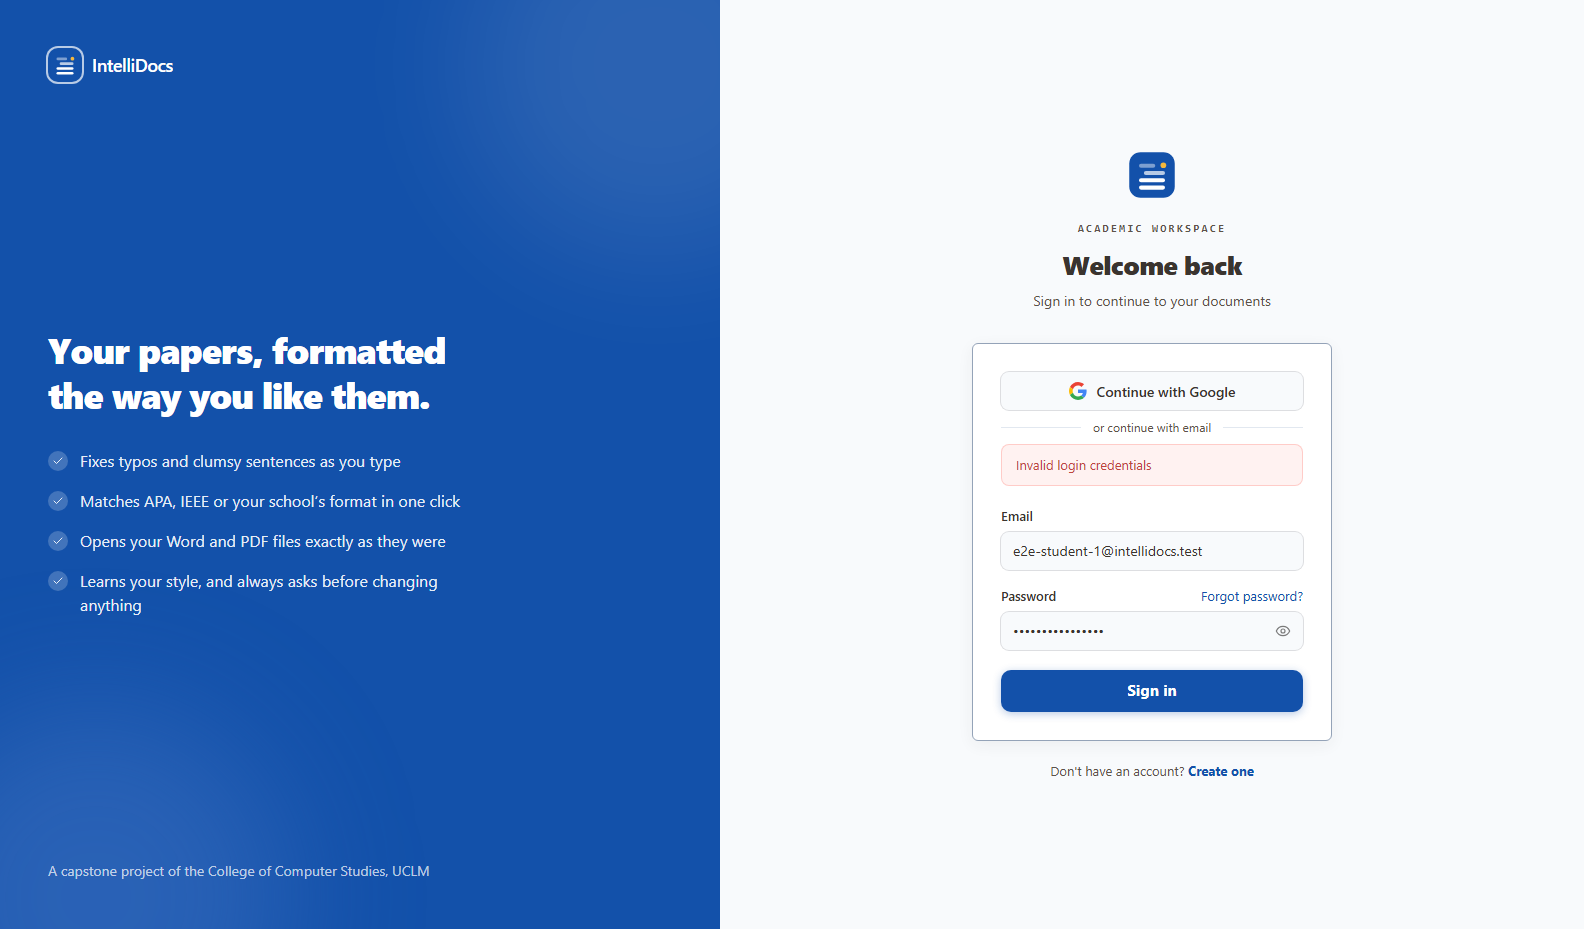 IntelliDocs
Your papers, formatted
the way you like them.
Fixes typos and clumsy sentences as you type
Matches APA, IEEE or your school’s format in one click
Opens your Word and PDF files exactly as they were
Learns your style, and always asks before changing
anything
A capstone project of the College of Computer Studies, UCLM
ACADEMIC WORKSPACE
Welcome back
Sign in to continue to your documents
Continue with Google
or continue with email
Invalid login credentials
Email
e2e-student-1@intellidocs.test
Password
Forgot password?
••••••••••••••••
Sign in
Don't have an account? Create one